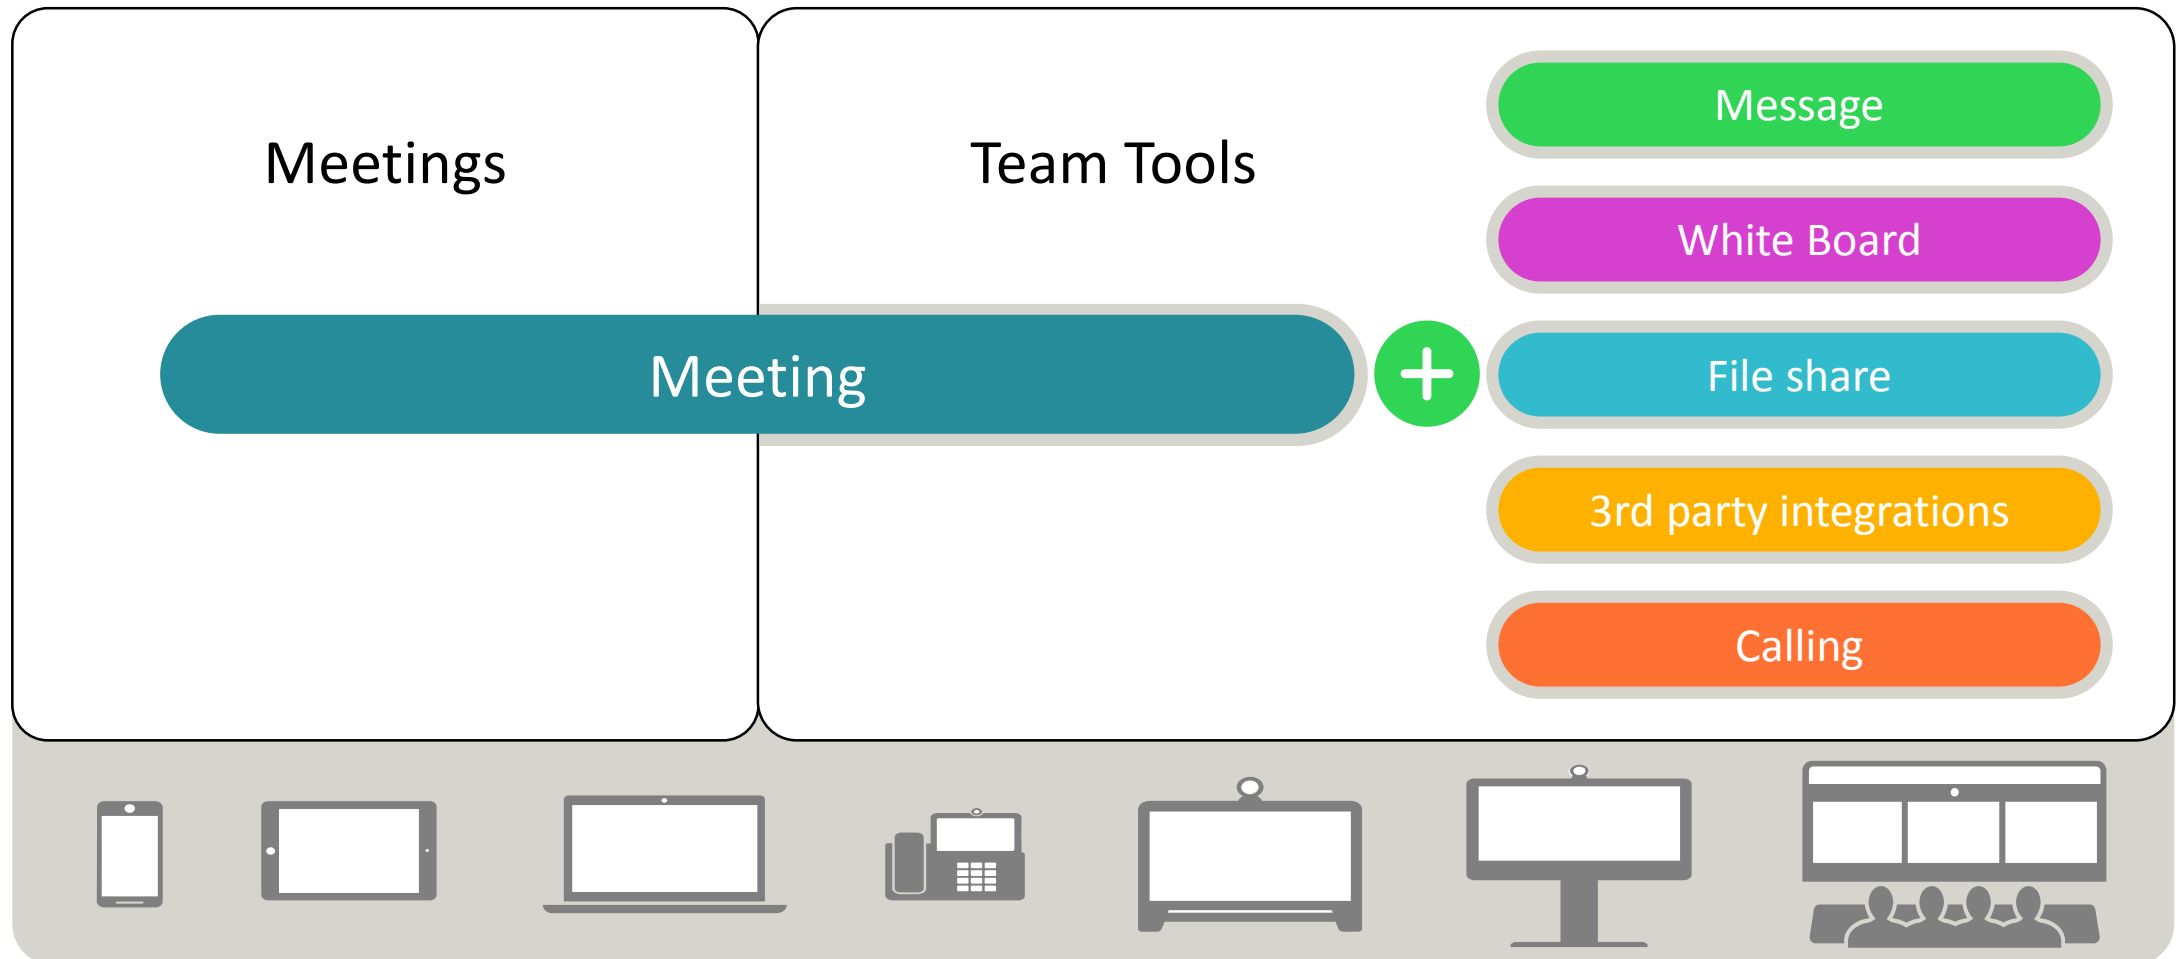 Meetings
Team Tools
Meeting
Message
White Board
File share
3rd party integrations
Calling